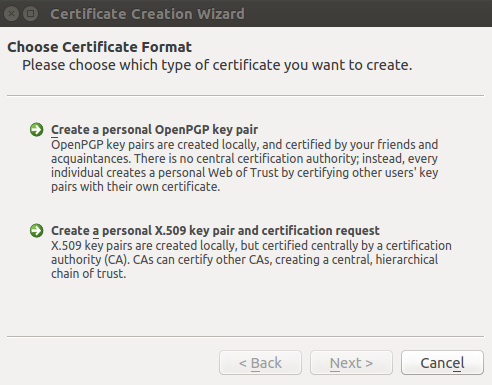 Certificate Creation Wizard
Choose Certificate Format
Please choose which type of certificate you want to create.
Create a personal OpenPGP key pair
OpenPGP key pairs are created locally, and certified by your friends and
acquaintances. There is no central certification authority; instead, every
individual creates a personal Web of Trust by certifying other users' key
pairs with their own certificate.
Create a personal X.509 key pair and certification request
X.509 key pairs are created locally, but certified centrally by a certification
authority (CA). CAs can certify other CAs, creating a central, hierarchical
chain of trust.
< Back Next > Cancel